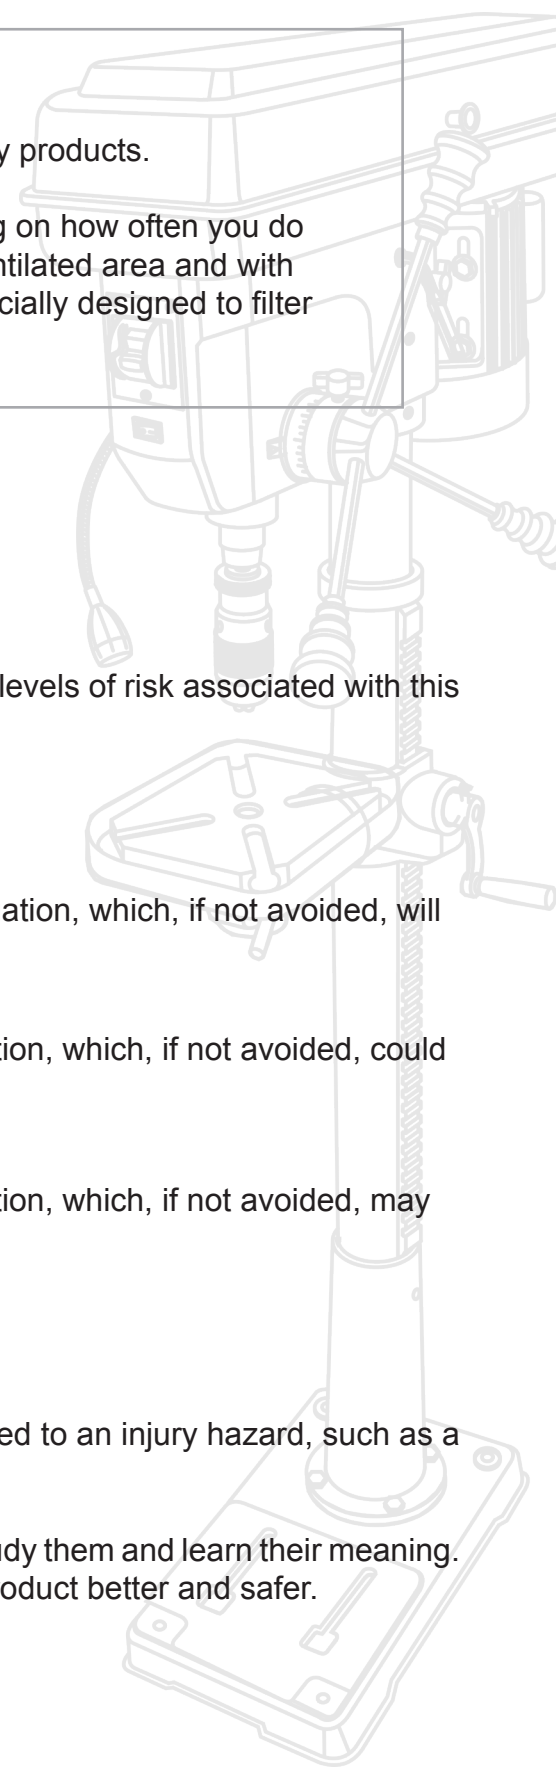 y products.
g on how often you do
ntilated area and with
cially designed to filter
levels of risk associated with this
ation, which, if not avoided, will
tion, which, if not avoided, could
tion, which, if not avoided, may
ed to an injury hazard, such as a
udy them and learn their meaning.
roduct better and safer.